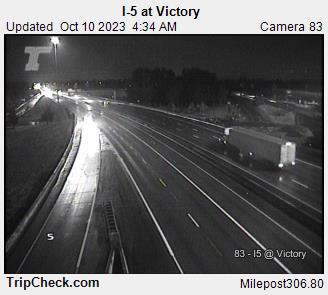 I-5 at Victory
Updated Oct 10 2023 4:34 AM Camera 83
T
S
83 - I5 @ Victory
TripCheck.com Milepost306.80